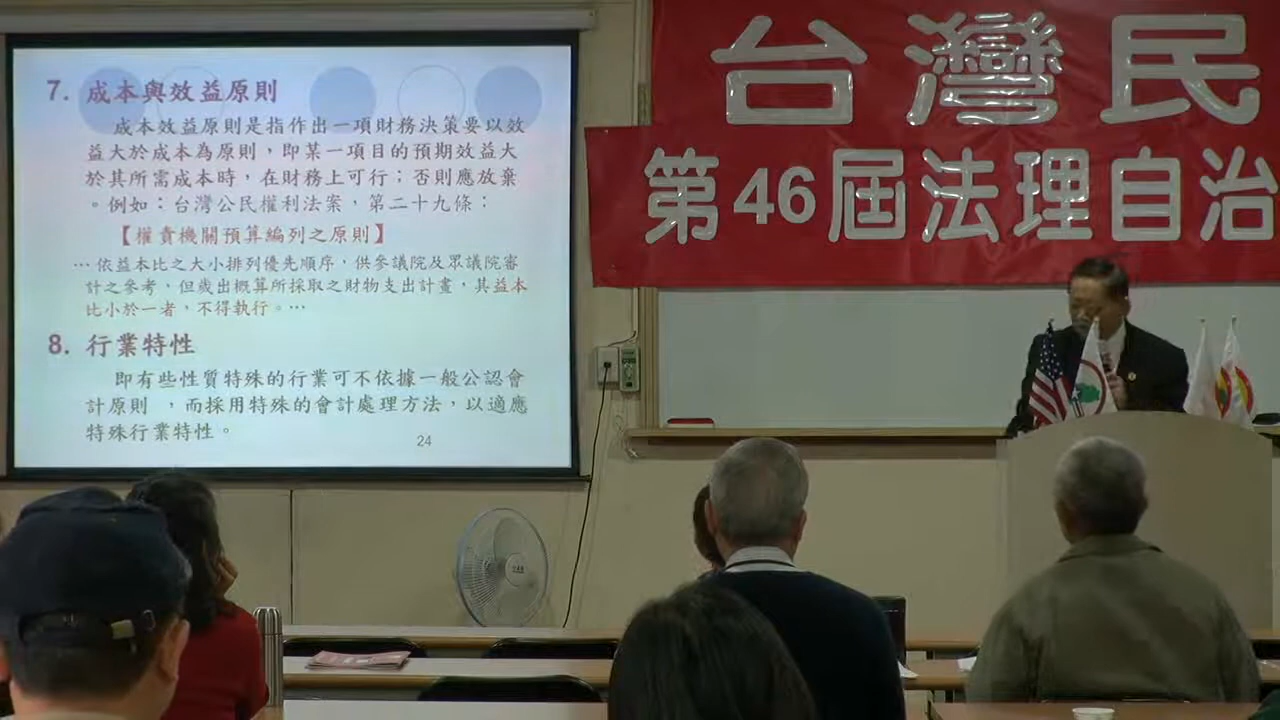 7. 成本與效益原則
成本效益原則是指作出一項財務決策要以效
益大於成本為原則，即某一項目的預期效益大
於其所需成本時，在財務上可行；否則應放棄
。例如：台灣公民權利法案，第二十九條：
【權責機關預算編列之原則】
…依益本比之大小排列優先順序，供參議院及眾議院審
計之參考，但歲出概算所採取之財物支出計畫，其益本
比小於一者，不得執行。…
8. 行業特性
即有些性質特殊的行業可不依據一般公認會
計原則 ，而採用特殊的會計處理方法，以適應
特殊行業特性。
24
台灣民
第46屆法理自治